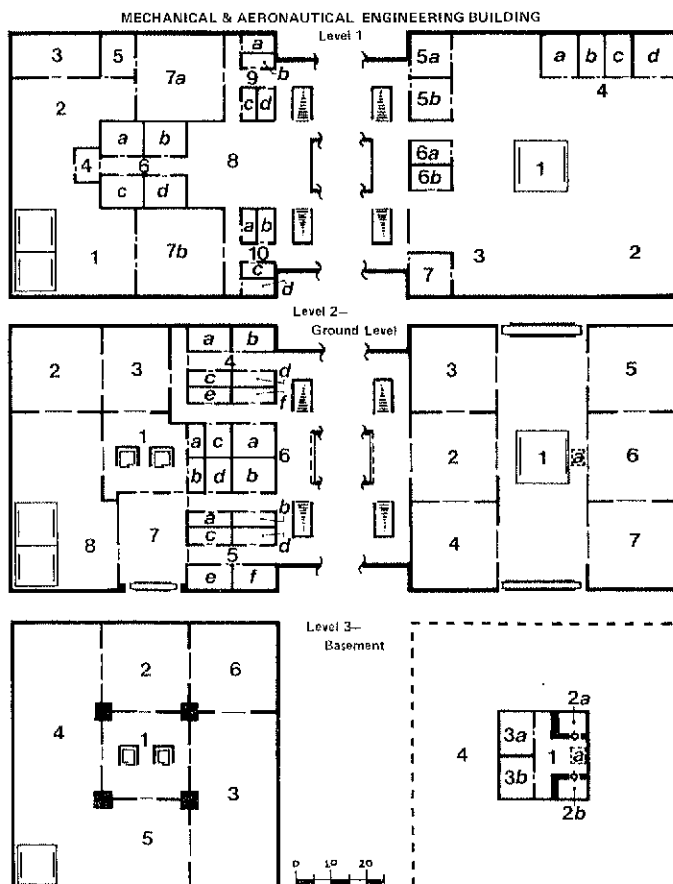 MECHANICAL & AERONAUTICAL ENGINEERING BUILDING
Level 1
3 5 7a a b 9 c d
2
a b
4 6 8
c d
1 7b a b 10 c d
5a a b c d
5b 4
6a 1
6b
7 3 2
Level 2—
Ground Level
2 3 a b
4 d
c
e f
1 a c a 6
b d b
8 7 a b
c d
5
e f
3 5
2 1 a 6
4 7
Level 3—
Basement
2 6
4 1
3
5
2a
3a
4 1 a
3b
2b
0 10 20